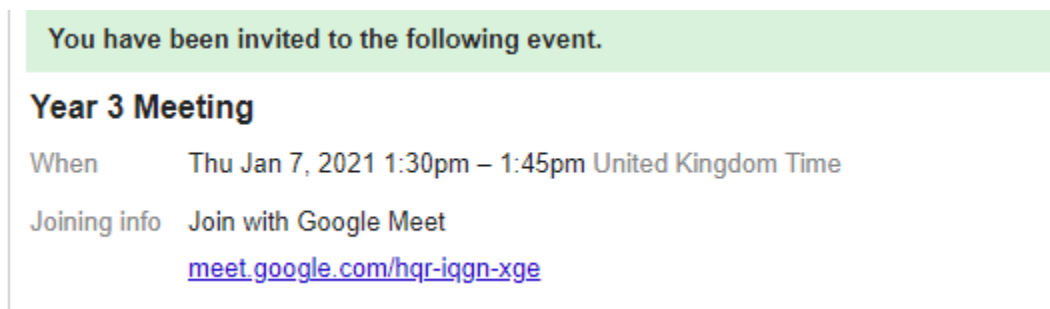 You have been invited to the following event.
Year 3 Meeting
When Thu Jan 7, 2021 1:30pm – 1:45pm United Kingdom Time
Joining info Join with Google Meet
meet.google.com/hqr-iqgn-xge